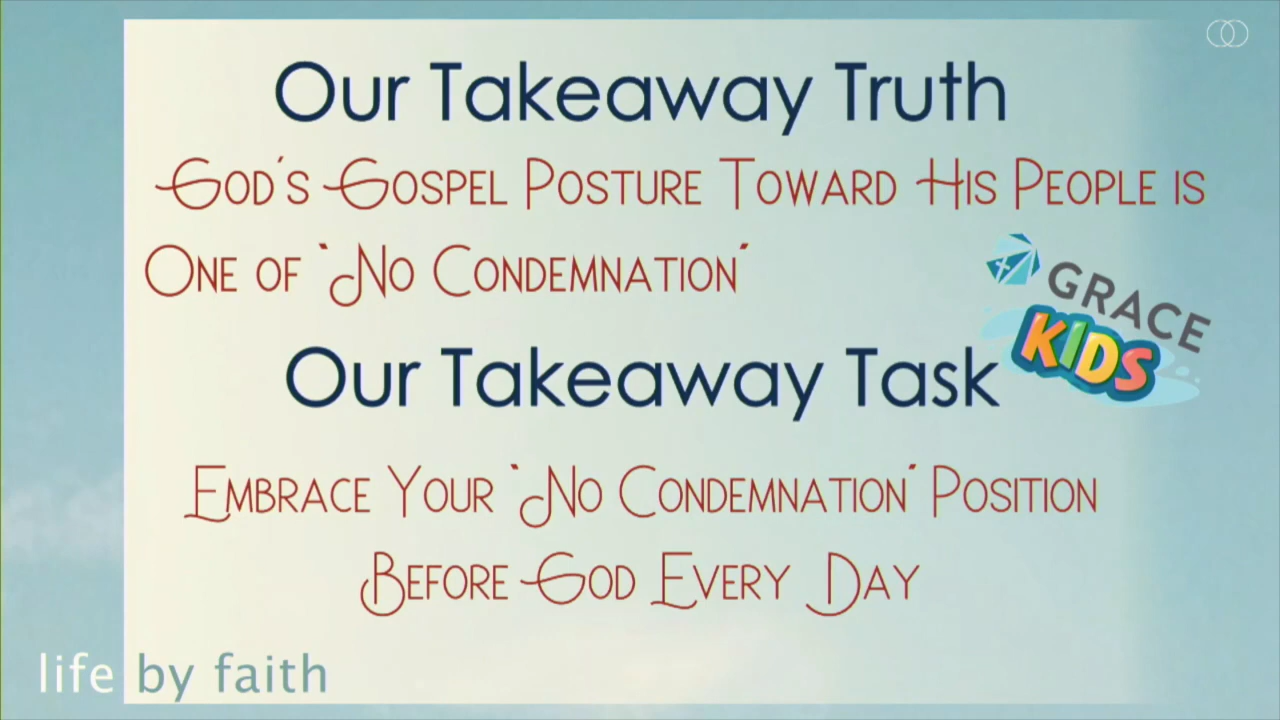 Our Takeaway Truth
God's Gospel Posture Toward His People is
One of "No Condemnation"
GRACE
KIDS
Our Takeaway Task
Embrace Your "No Condemnation" Position
Before God Every Day
life by faith